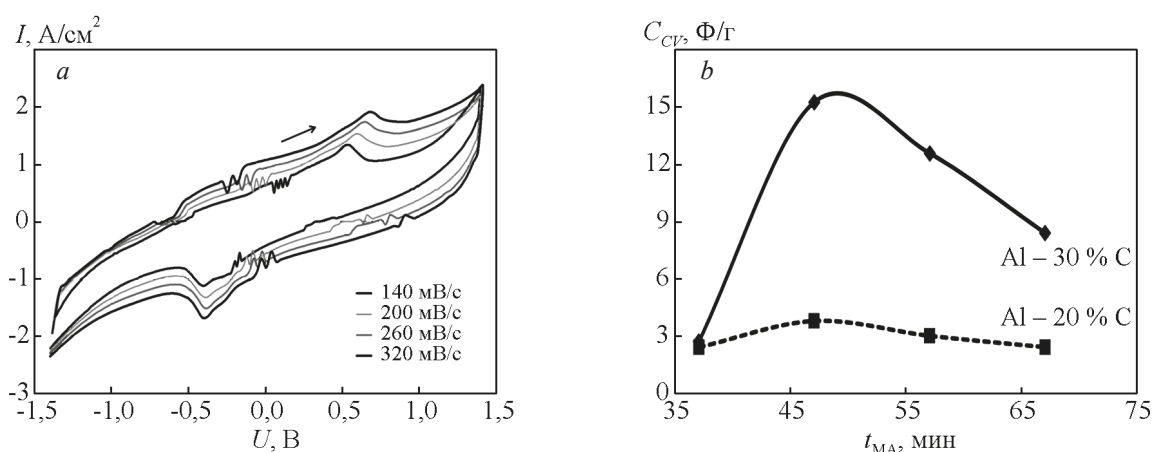 I, А/см²
a
2
1
0
-1
-2
-3
-1,5
-1,0
-0,5
0,0
0,5
1,0
1,5
U, В
140 мВ/с
200 мВ/с
260 мВ/с
320 мВ/с
C_CV, Ф/г
b
15
12
9
6
3
0
35
45
55
65
75
t_МА, мин
Al – 30 % C
Al – 20 % C